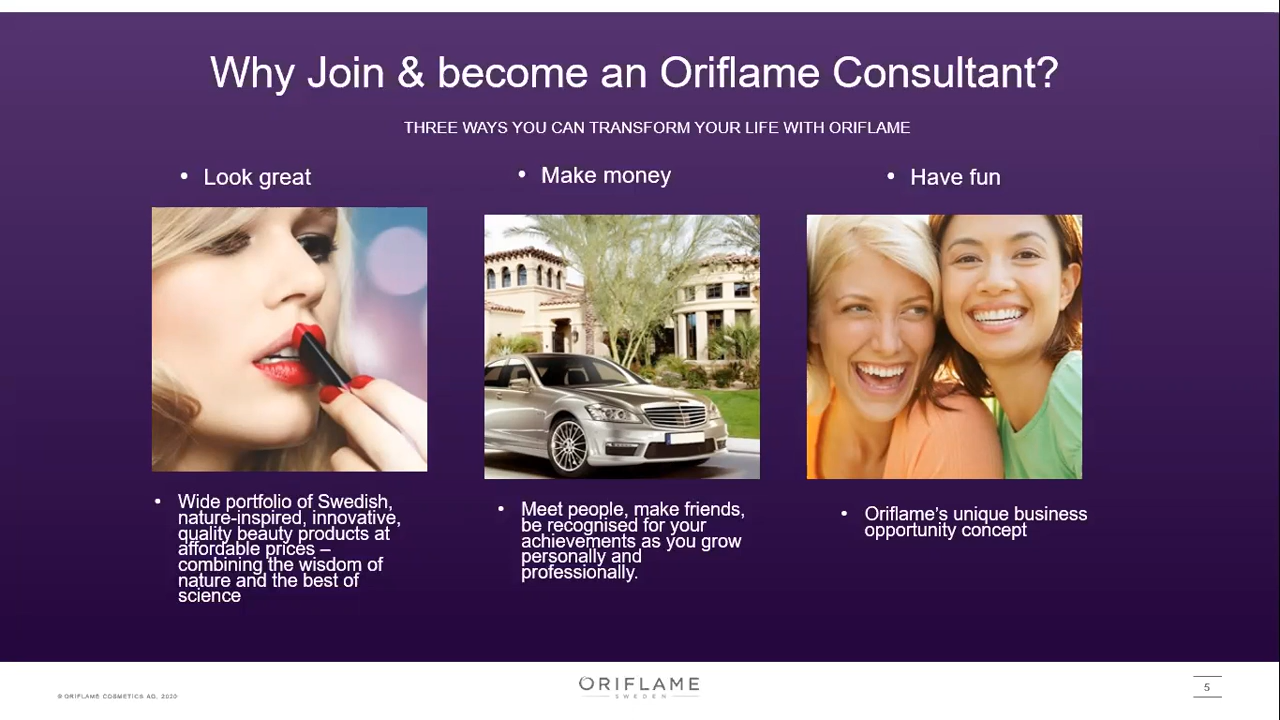 Why Join & become an Oriflame Consultant?
THREE WAYS YOU CAN TRANSFORM YOUR LIFE WITH ORIFLAME
• Look great
• Make money
• Have fun
• Wide portfolio of Swedish,
nature-inspired, innovative,
quality beauty products at
affordable prices –
combining the wisdom of
nature and the best of
science
• Meet people, make friends,
be recognised for your
achievements as you grow
personally and
professionally.
• Oriflame’s unique business
opportunity concept
© ORIFLAME COSMETICS AG, 2020
ORIFLAME
SWEDEN
5